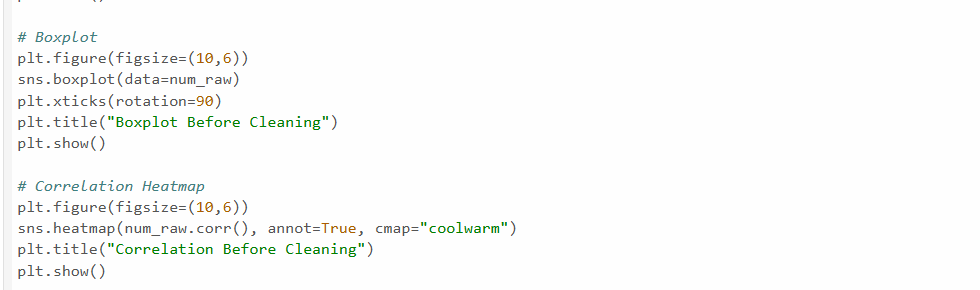 # Boxplot
plt.figure(figsize=(10,6))
sns.boxplot(data=num_raw)
plt.xticks(rotation=90)
plt.title("Boxplot Before Cleaning")
plt.show()
# Correlation Heatmap
plt.figure(figsize=(10,6))
sns.heatmap(num_raw.corr(), annot=True, cmap="coolwarm")
plt.title("Correlation Before Cleaning")
plt.show()